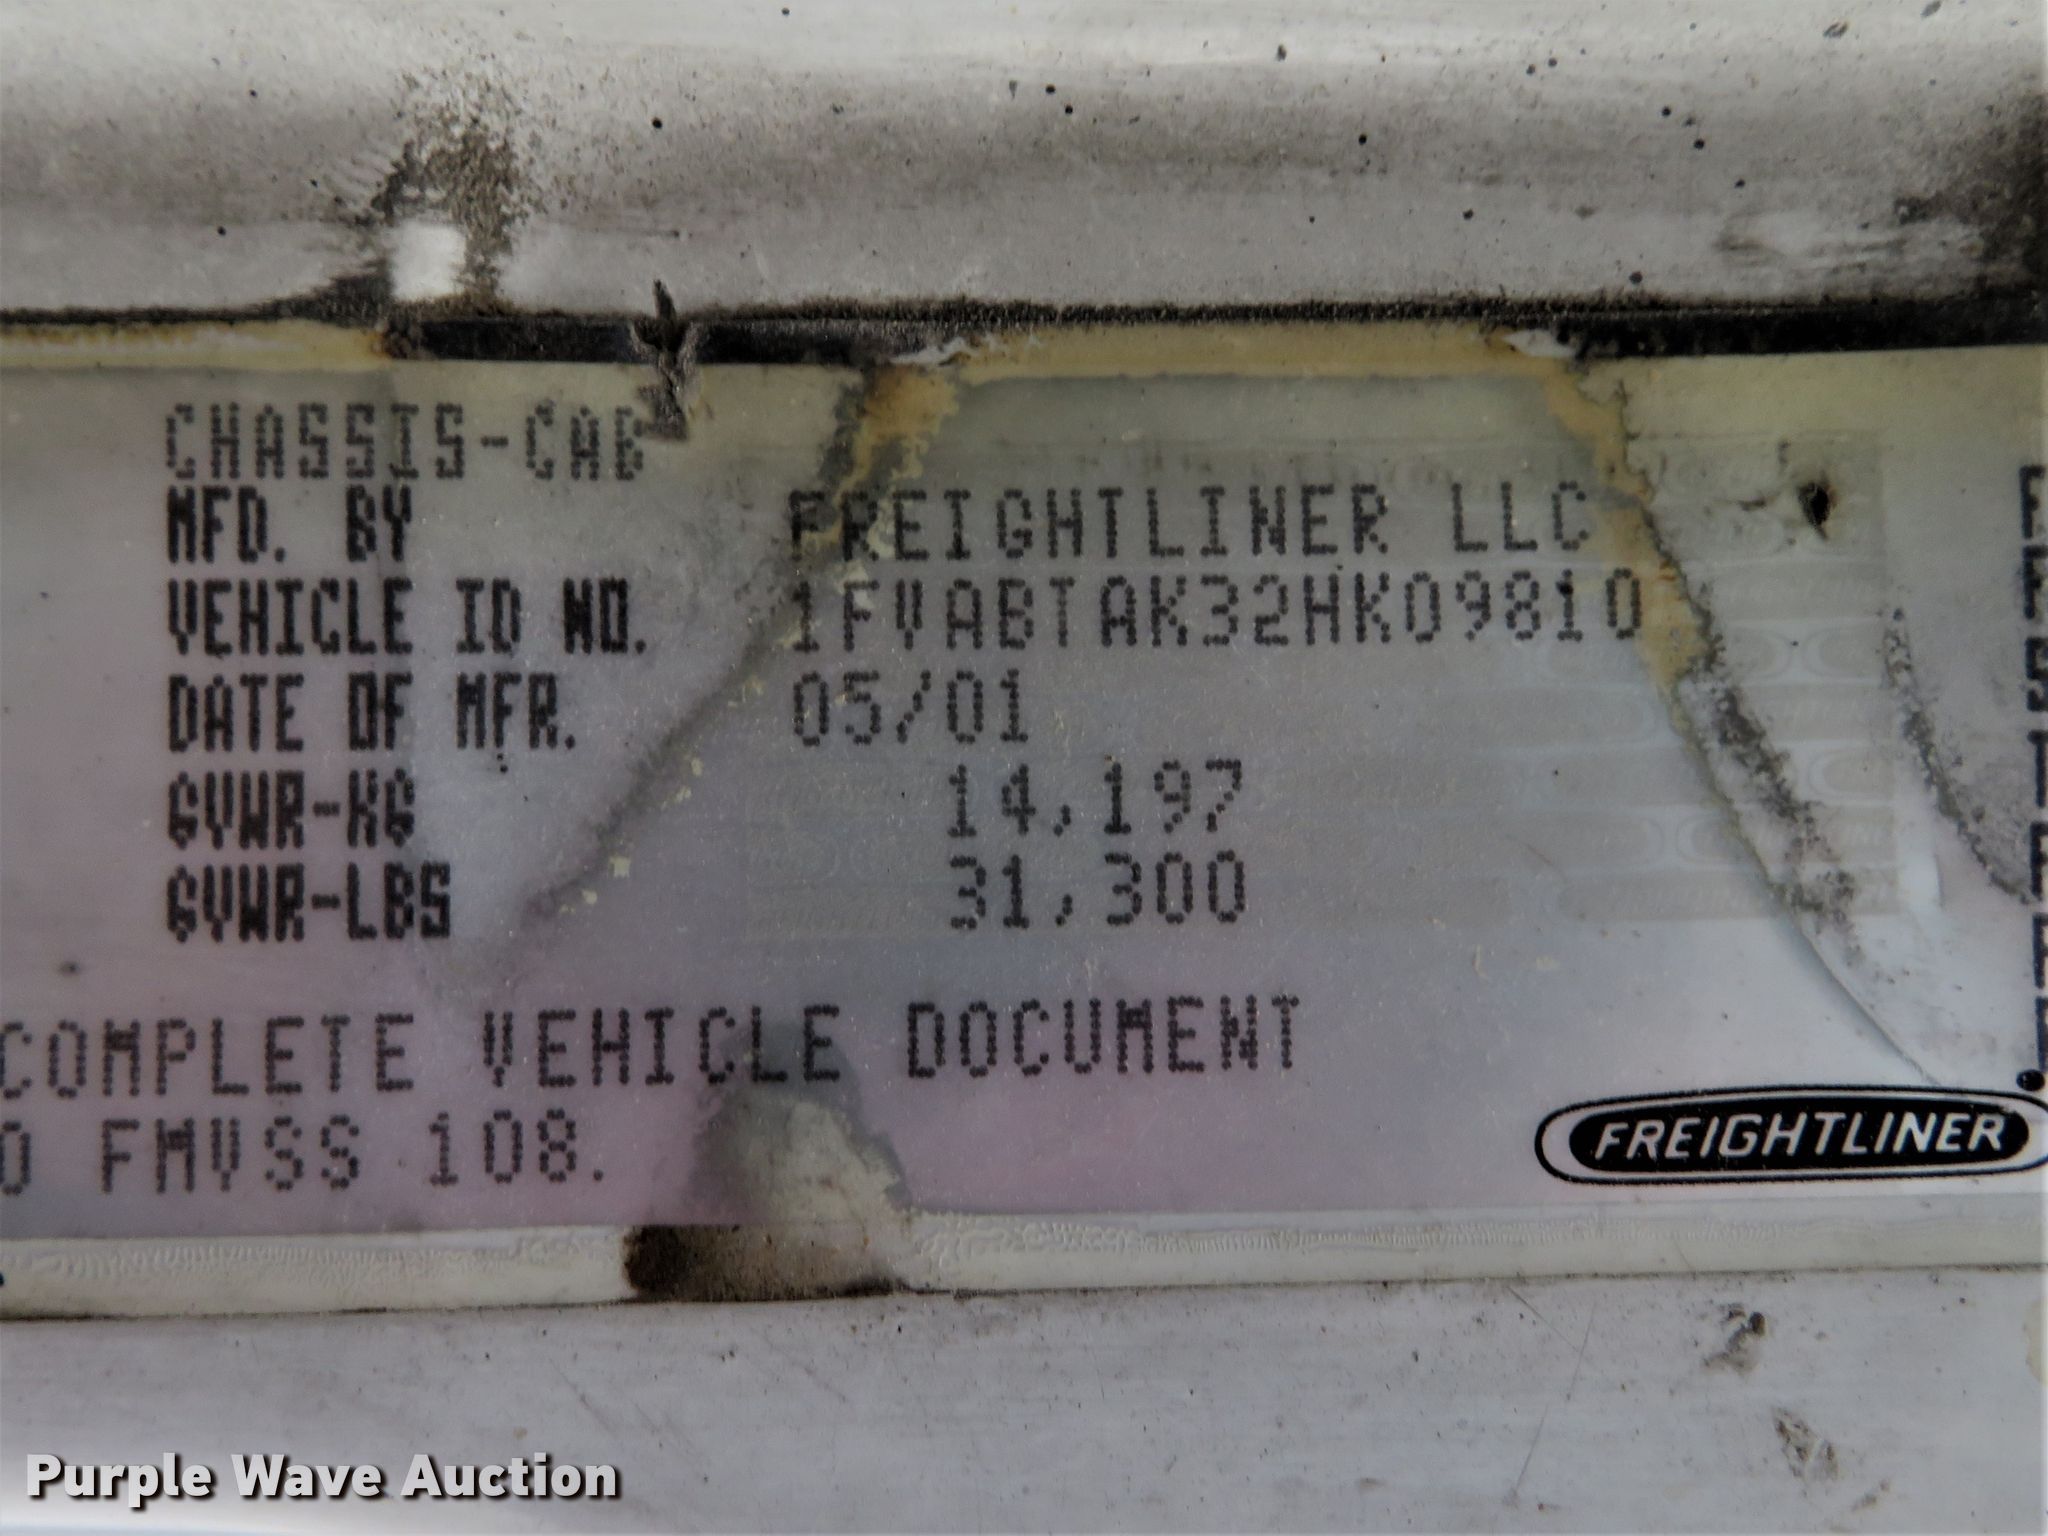 CHASSIS-CAB
MFD. BY FREIGHTLINER LLC
VEHICLE ID NO. 1FVABTAK32HK09810
DATE OF MFR. 05/01
GVWR-KG 14,197
GVWR-LBS 31,300
COMPLETE VEHICLE DOCUMENT
O FMVSS 108.
FREIGHTLINER
Purple Wave Auction